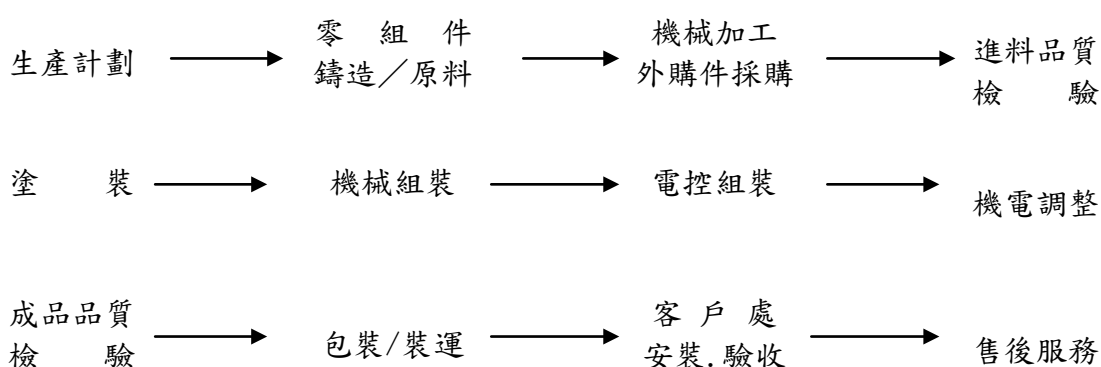 生產計劃
零組件
鑄造／原料
機械加工
外購件採購
進料品質
檢驗
塗裝
機械組裝
電控組裝
機電調整
成品品質
檢驗
包裝/裝運
客戶處
安裝.驗收
售後服務